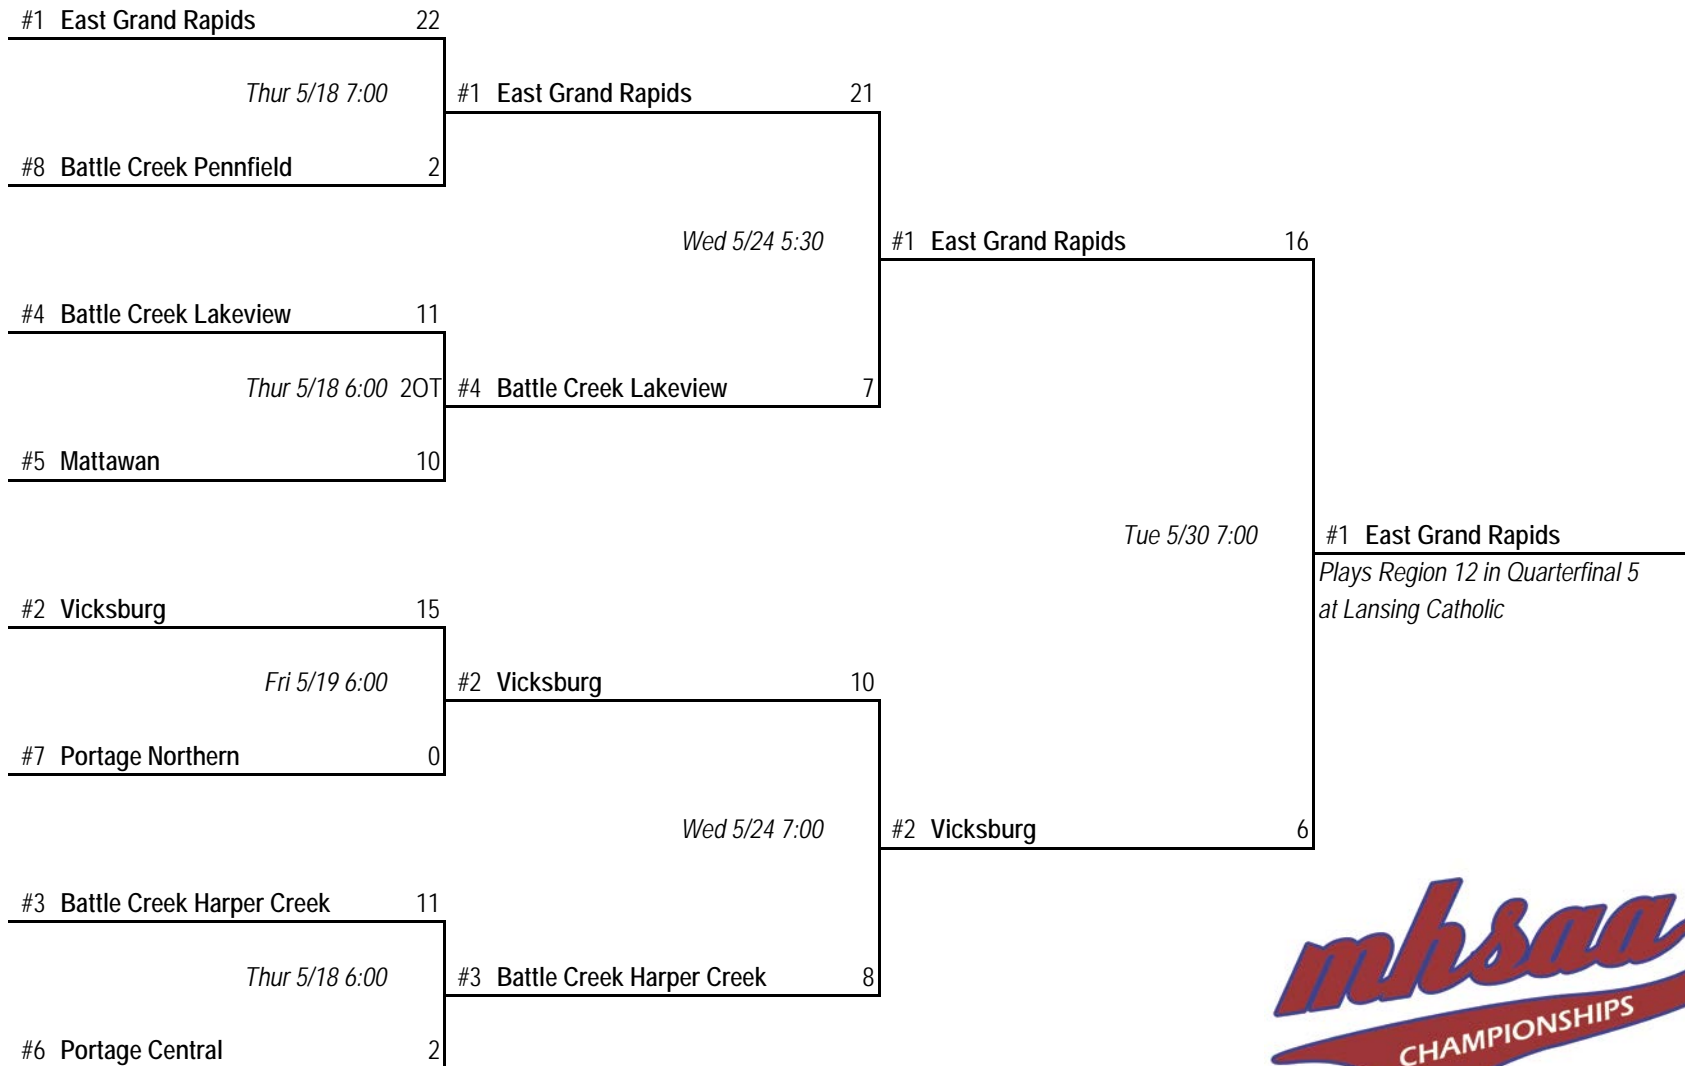 #1 East Grand Rapids 22
Thur 5/18 7:00
#1 East Grand Rapids 21
#8 Battle Creek Pennfield 2
Wed 5/24 5:30
#1 East Grand Rapids 16
#4 Battle Creek Lakeview 11
Thur 5/18 6:00 2OT
#4 Battle Creek Lakeview 7
#5 Mattawan 10
Tue 5/30 7:00
#1 East Grand Rapids
Plays Region 12 in Quarterfinal 5
at Lansing Catholic
#2 Vicksburg 15
Fri 5/19 6:00
#2 Vicksburg 10
#7 Portage Northern 0
Wed 5/24 7:00
#2 Vicksburg 6
#3 Battle Creek Harper Creek 11
Thur 5/18 6:00
#3 Battle Creek Harper Creek 8
#6 Portage Central 2
mhsaa
CHAMPIONSHIPS